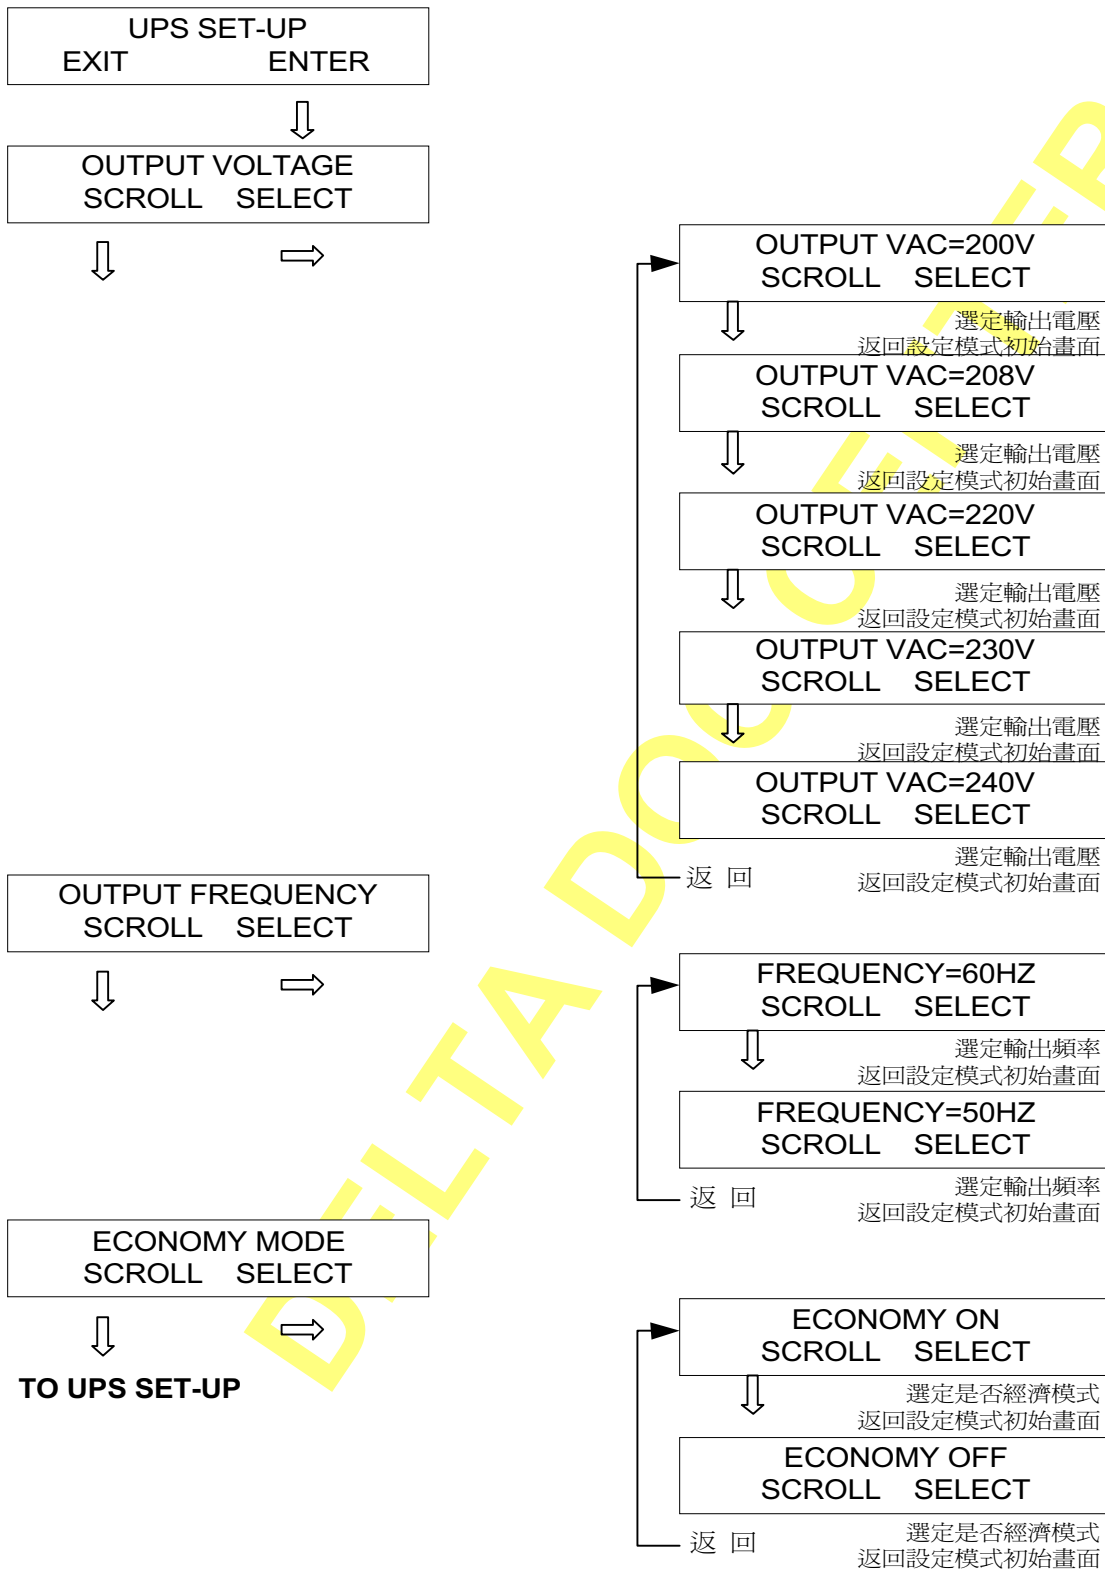 UPS SET-UP
EXIT ENTER
OUTPUT VOLTAGE
SCROLL SELECT
OUTPUT VAC=200V
SCROLL SELECT
選定輸出電壓
返回設定模式初始畫面
OUTPUT VAC=208V
SCROLL SELECT
選定輸出電壓
返回設定模式初始畫面
OUTPUT VAC=220V
SCROLL SELECT
選定輸出電壓
返回設定模式初始畫面
OUTPUT VAC=230V
SCROLL SELECT
選定輸出電壓
返回設定模式初始畫面
OUTPUT VAC=240V
SCROLL SELECT
選定輸出電壓
返回設定模式初始畫面
返 回
OUTPUT FREQUENCY
SCROLL SELECT
FREQUENCY=60HZ
SCROLL SELECT
選定輸出頻率
返回設定模式初始畫面
FREQUENCY=50HZ
SCROLL SELECT
選定輸出頻率
返回設定模式初始畫面
返 回
ECONOMY MODE
SCROLL SELECT
TO UPS SET-UP
ECONOMY ON
SCROLL SELECT
選定是否經濟模式
返回設定模式初始畫面
ECONOMY OFF
SCROLL SELECT
選定是否經濟模式
返回設定模式初始畫面
返 回
DELTA DOC